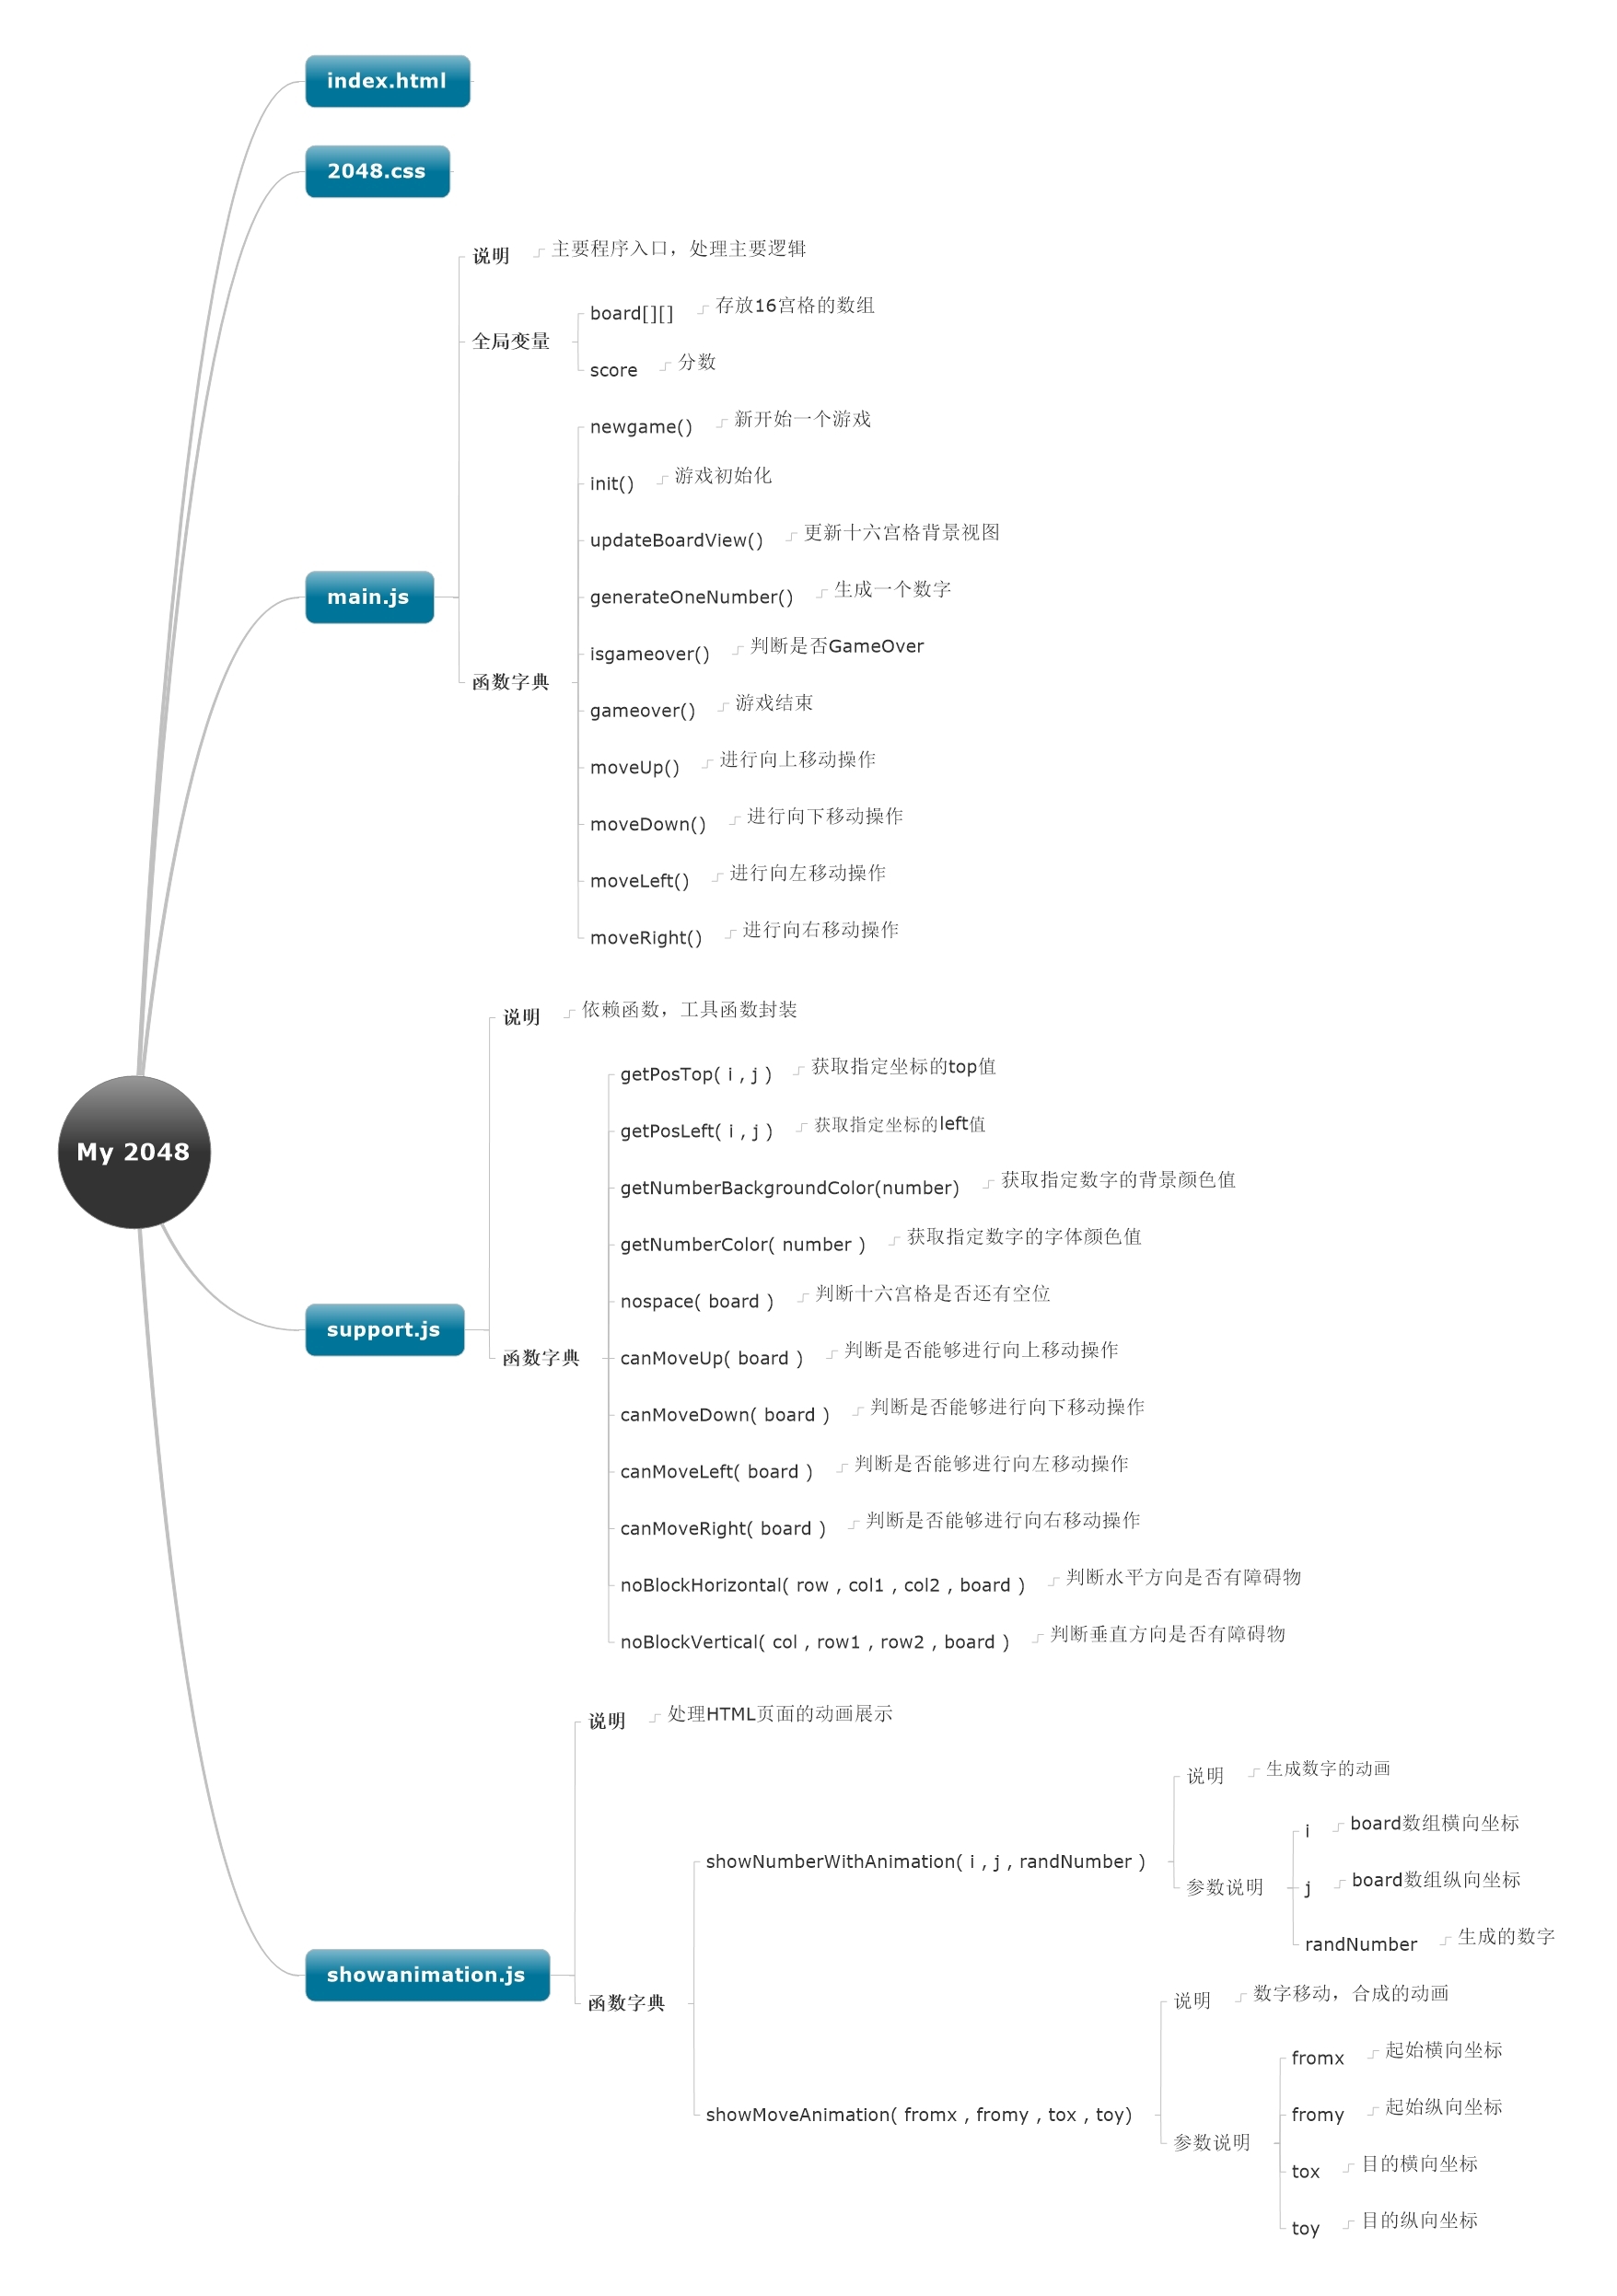 index.html
2048.css
说明 主要程序入口，处理主要逻辑
board[][] 存放16宫格的数组
全局变量
score 分数
newgame() 新开始一个游戏
init() 游戏初始化
updateBoardView() 更新十六宫格背景视图
main.js
generateOneNumber() 生成一个数字
isgameover() 判断是否GameOver
函数字典
gameover() 游戏结束
moveUp() 进行向上移动操作
moveDown() 进行向下移动操作
moveLeft() 进行向左移动操作
moveRight() 进行向右移动操作
说明 依赖函数，工具函数封装
getPosTop( i , j ) 获取指定坐标的top值
getPosLeft( i , j ) 获取指定坐标的left值
My 2048
getNumberBackgroundColor(number) 获取指定数字的背景颜色值
getNumberColor( number ) 获取指定数字的字体颜色值
nospace( board ) 判断十六宫格是否还有空位
support.js
函数字典
canMoveUp( board ) 判断是否能够进行向上移动操作
canMoveDown( board ) 判断是否能够进行向下移动操作
canMoveLeft( board ) 判断是否能够进行向左移动操作
canMoveRight( board ) 判断是否能够进行向右移动操作
noBlockHorizontal( row , col1 , col2 , board ) 判断水平方向是否有障碍物
noBlockVertical( col , row1 , row2 , board ) 判断垂直方向是否有障碍物
说明 处理HTML页面的动画展示
说明 生成数字的动画
i board数组横向坐标
showNumberWithAnimation( i , j , randNumber )
参数说明
j board数组纵向坐标
randNumber 生成的数字
showanimation.js
函数字典
说明 数字移动，合成的动画
fromx 起始横向坐标
showMoveAnimation( fromx , fromy , tox , toy)
fromy 起始纵向坐标
参数说明
tox 目的横向坐标
toy 目的纵向坐标